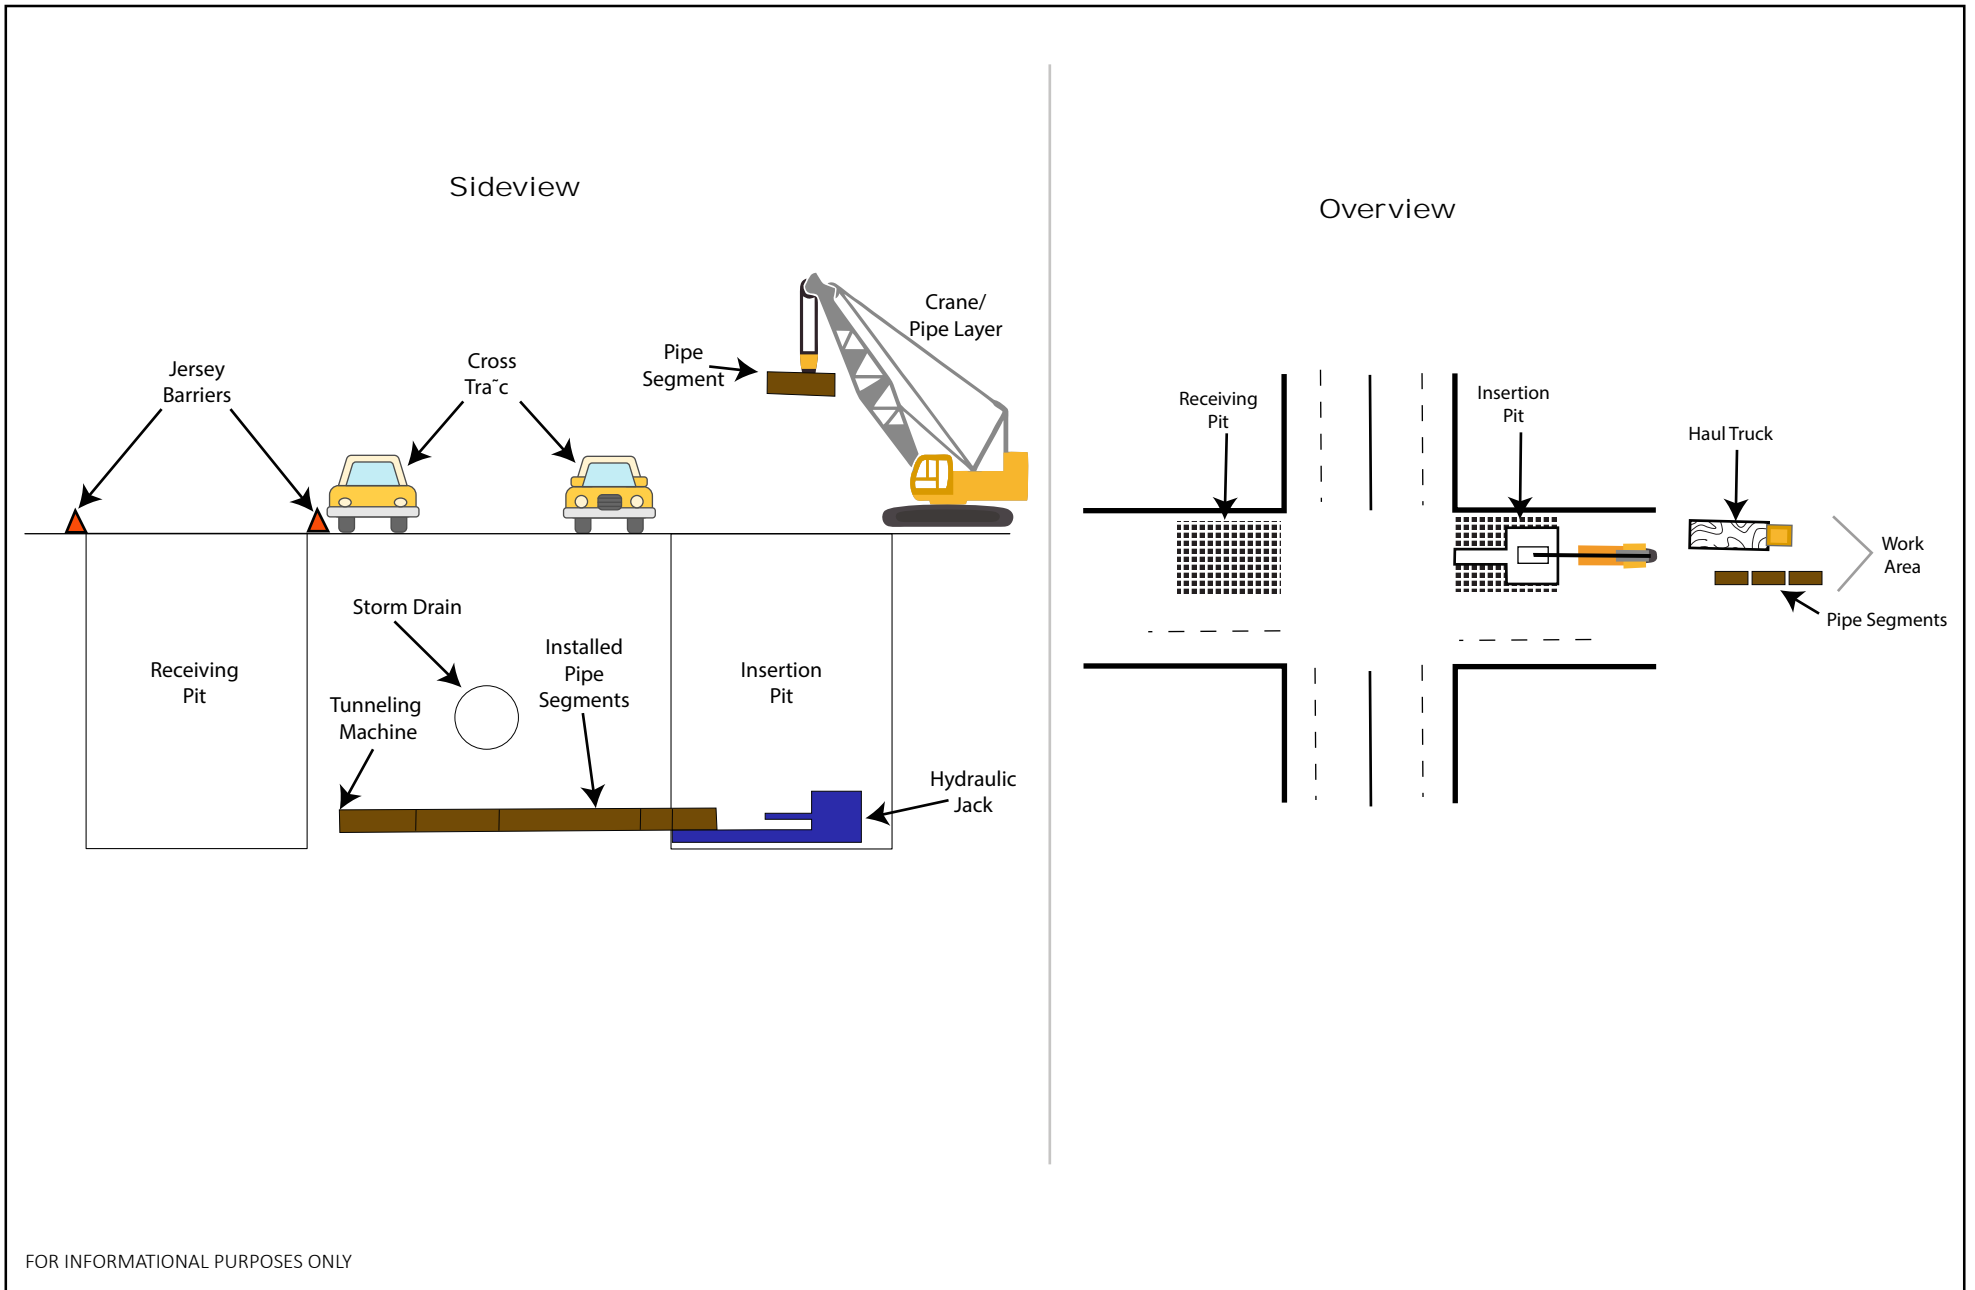 Sideview
Overview
Crane/
Pipe Layer
Pipe
Segment
Cross
Tra˜c
Jersey
Barriers
Storm Drain
Installed
Pipe
Segments
Receiving
Pit
Insertion
Pit
Tunneling
Machine
Hydraulic
Jack
Receiving
Pit
Insertion
Pit
Haul Truck
Work
Area
Pipe Segments
FOR INFORMATIONAL PURPOSES ONLY